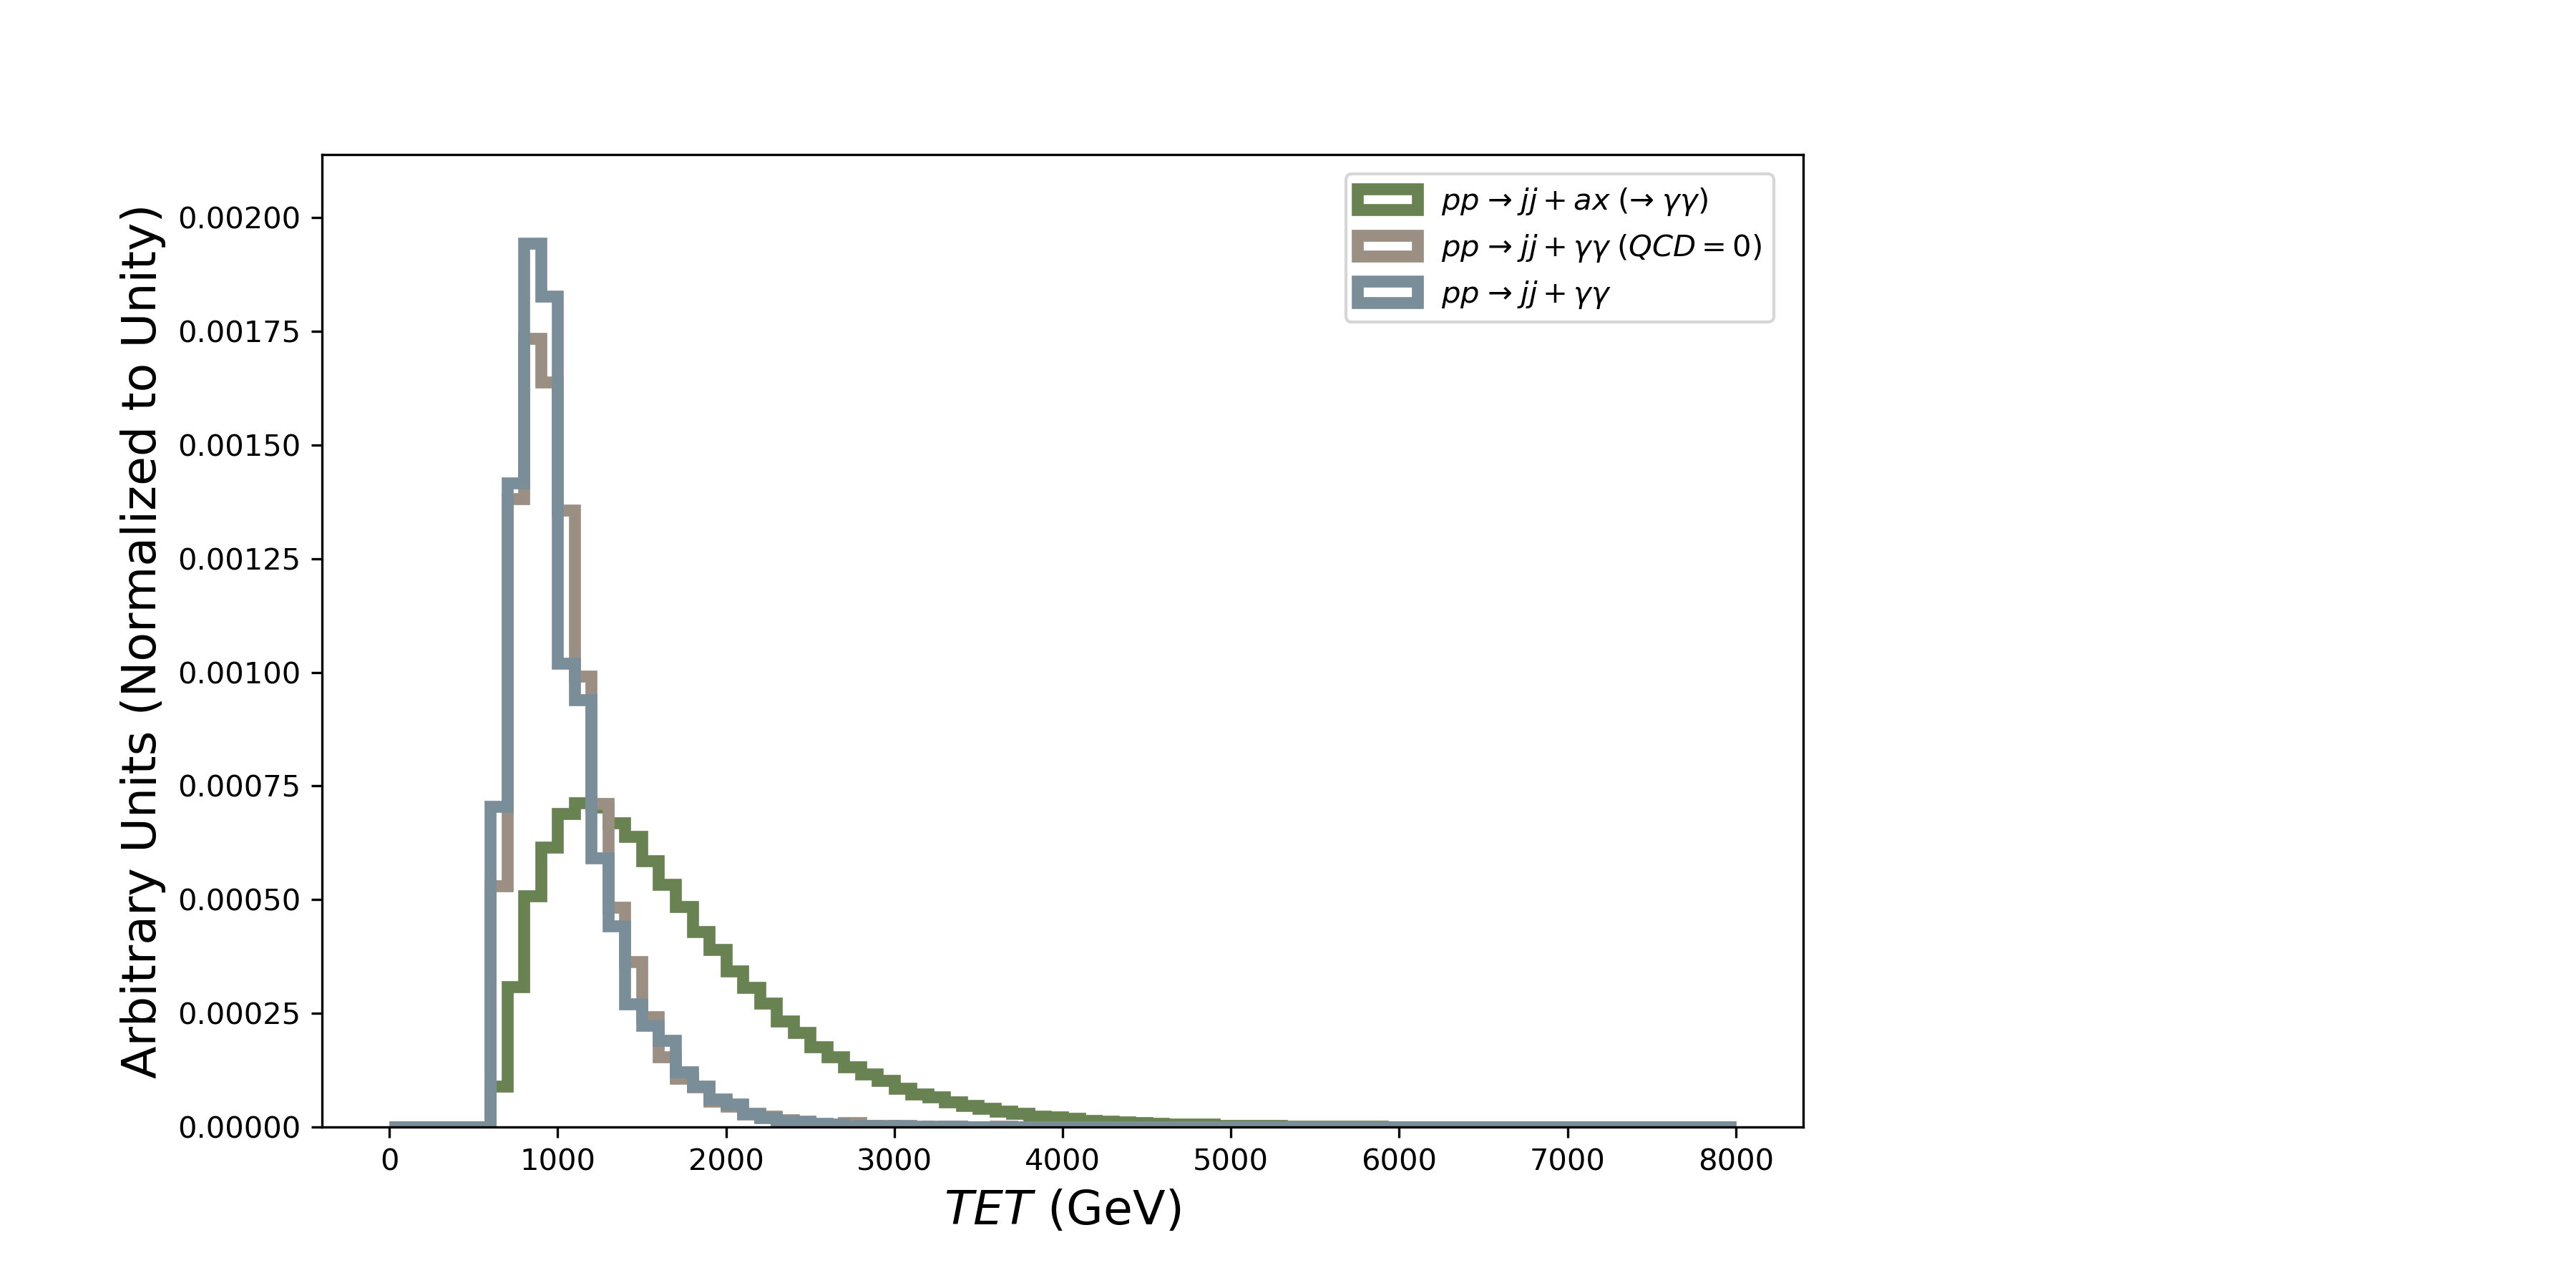 pp → jj + ax (→ γγ)
pp → jj + γγ (QCD = 0)
pp → jj + γγ
Arbitrary Units (Normalized to Unity)
0.00200
0.00175
0.00150
0.00125
0.00100
0.00075
0.00050
0.00025
0.00000
0 1000 2000 3000 4000 5000 6000 7000 8000
TET (GeV)